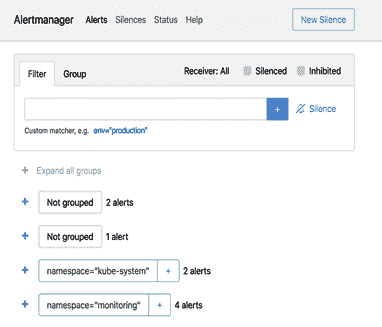 Alertmanager Alerts Silences Status Help New Silence
Filter Group Receiver: All Silenced Inhibited
+ Silence
Custom matcher, e.g. env="production"
+ Expand all groups
+ Not grouped 2 alerts
+ Not grouped 1 alert
+ namespace="kube-system" + 2 alerts
+ namespace="monitoring" + 4 alerts